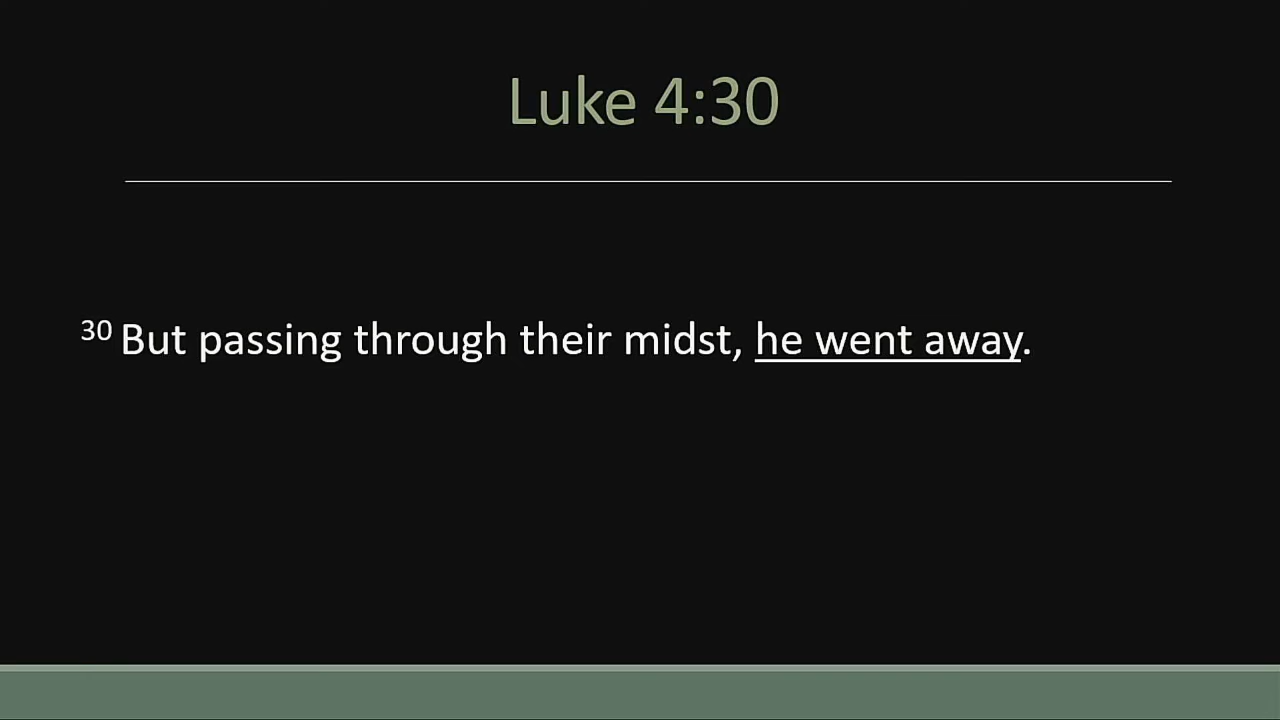 Luke 4:30
30 But passing through their midst, he went away.